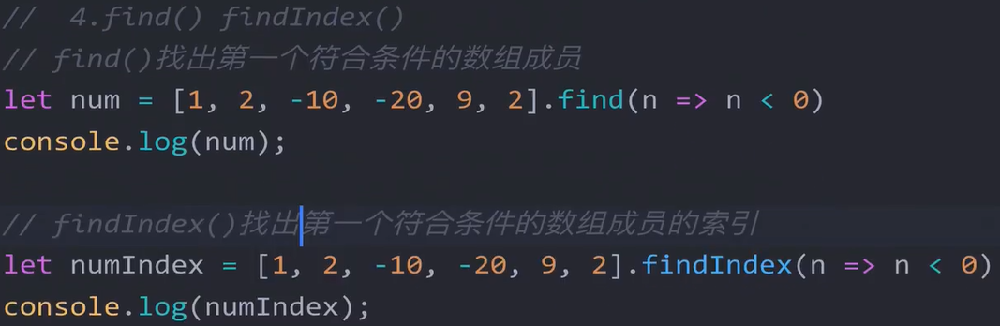 //  4.find() findIndex()
// find()找出第一个符合条件的数组成员
let num = [1, 2, -10, -20, 9, 2].find(n => n < 0)
console.log(num);
// findIndex()找出第一个符合条件的数组成员的索引
let numIndex = [1, 2, -10, -20, 9, 2].findIndex(n => n < 0)
console.log(numIndex);